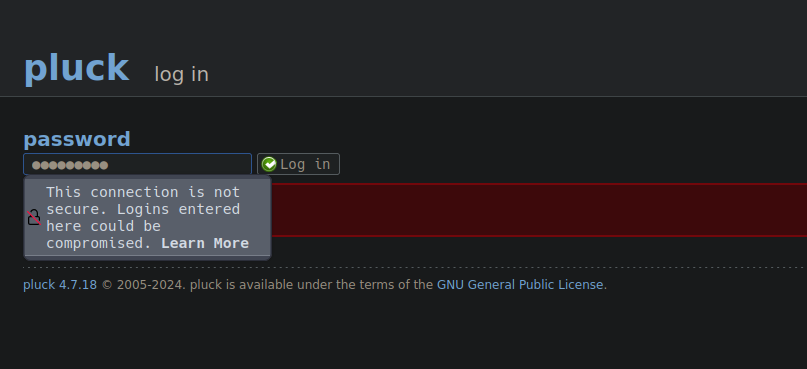 pluck log in
password
●●●●●●●●● Log in
This connection is not
secure. Logins entered
here could be
compromised. Learn More
pluck 4.7.18 © 2005-2024. pluck is available under the terms of the GNU General Public License.